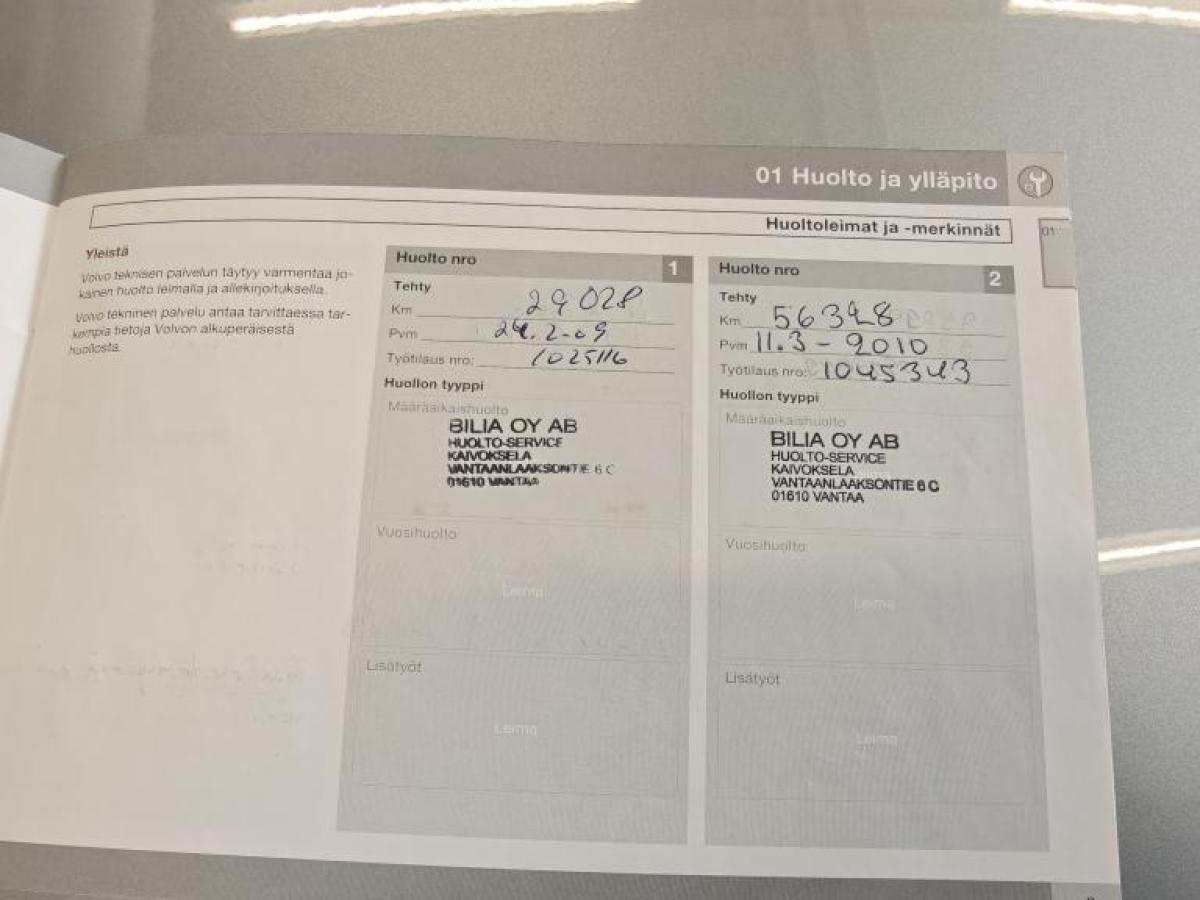 01 Huolto ja ylläpito
Huoltoleimat ja -merkinnät
01
Yleistä
Volvo teknisen palvelun täytyy varmentaa jo-
kainen huolto leimalla ja allekirjoituksella.
Volvo tekninen palvelu antaa tarvittaessa tar-
kempia tietoja Volvon alkuperäisestä
huollosta.
Huolto nro 1
Tehty
Km 29028
Pvm 24.2-09
Työtilaus nro: 1025116
Huollon tyyppi
Määräaikaishuolto
BILIA OY AB
HUOLTO-SERVICE
KAIVOKSELA
VANTAANLAAKSONTIE 6 C
01610 VANTAA
Vuosihuolto
Leima
Lisätyöt
Leima
Huolto nro 2
Tehty
Km 56328
Pvm 11.3-2010
Työtilaus nro: 1045343
Huollon tyyppi
Määräaikaishuolto
BILIA OY AB
HUOLTO-SERVICE
KAIVOKSELA
VANTAANLAAKSONTIE 6 C
01610 VANTAA
Vuosihuolto
Leima
Lisätyöt
Leima